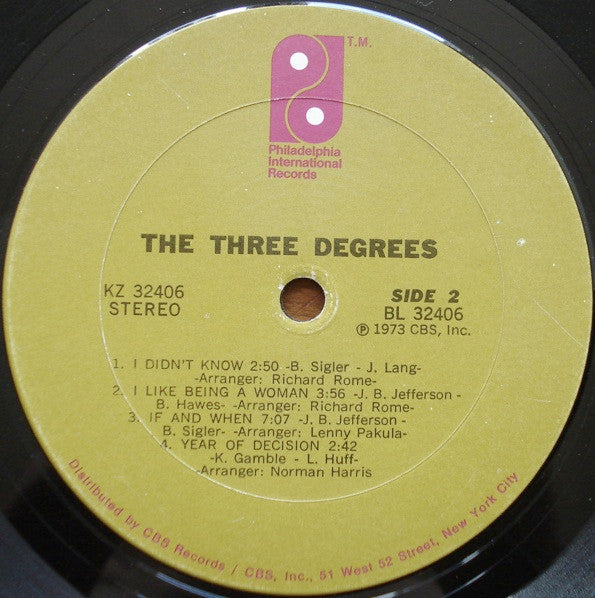 T.M.
Philadelphia
International
Records
THE THREE DEGREES
KZ 32406
STEREO
SIDE 2
BL 32406
℗ 1973 CBS, Inc.
1. I DIDN'T KNOW 2:50 -B. Sigler - J. Lang-
-Arranger: Richard Rome-
2. I LIKE BEING A WOMAN 3:56 -J. B. Jefferson -
B. Hawes- -Arranger: Richard Rome-
3. IF AND WHEN 7:07 -J. B. Jefferson -
B. Sigler- -Arranger: Lenny Pakula-
4. YEAR OF DECISION 2:42
-K. Gamble - L. Huff-
-Arranger: Norman Harris
Distributed by CBS Records / CBS, Inc., 51 West 52 Street, New York City